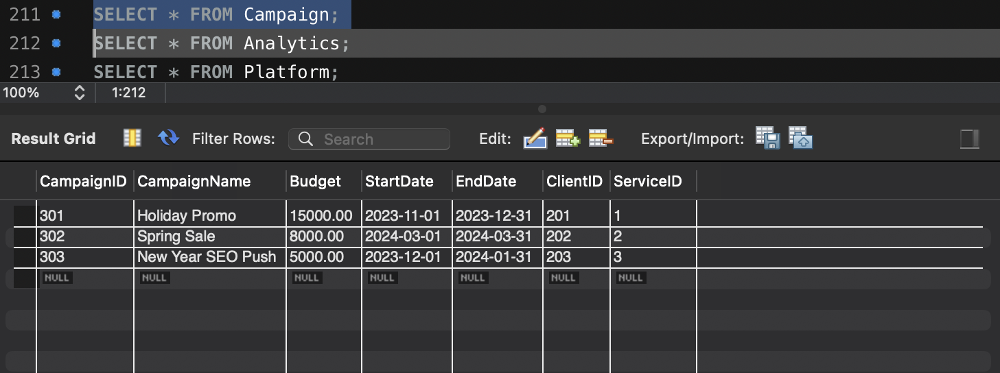 211 SELECT * FROM Campaign;
212 SELECT * FROM Analytics;
213 SELECT * FROM Platform;
100% 1:212
Result Grid Filter Rows: Search Edit: Export/Import:
CampaignID CampaignName Budget StartDate EndDate ClientID ServiceID
301 Holiday Promo 15000.00 2023-11-01 2023-12-31 201 1
302 Spring Sale 8000.00 2024-03-01 2024-03-31 202 2
303 New Year SEO Push 5000.00 2023-12-01 2024-01-31 203 3
NULL NULL NULL NULL NULL NULL NULL